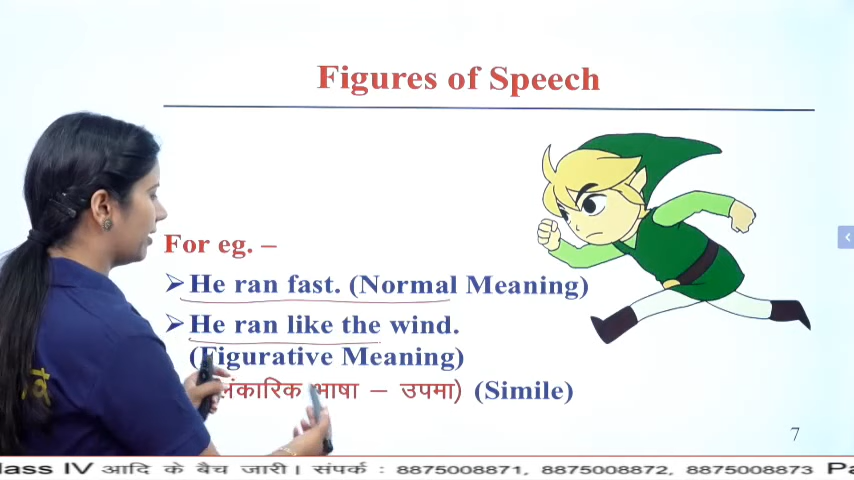 Figures of Speech
For eg. –
➢He ran fast. (Normal Meaning)
➢He ran like the wind.
(Figurative Meaning)
भाषा – उपमा) (Simile)
7
lass IV आदि के बैच जारी। संपर्क : 8875008871, 8875008872, 8875008873 Pa